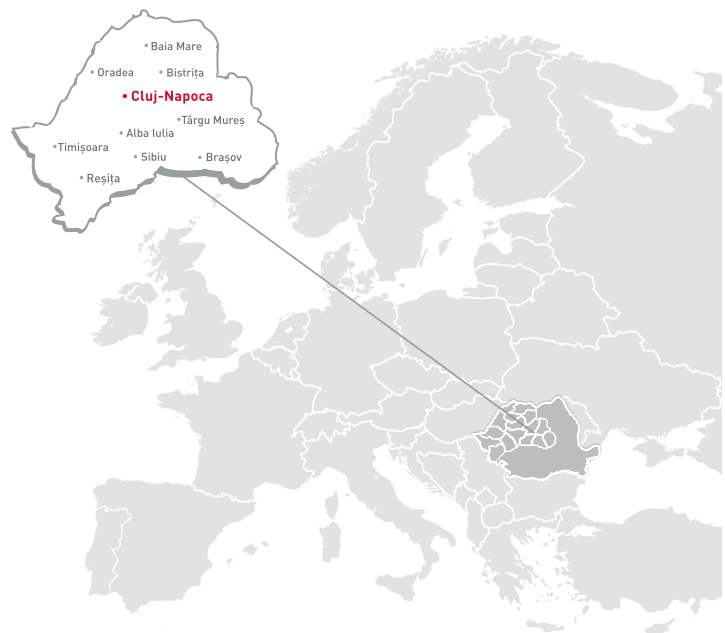 Baia Mare
Oradea
Bistrița
Cluj-Napoca
Târgu Mureș
Alba Iulia
Timișoara
Sibiu
Brașov
Reșița